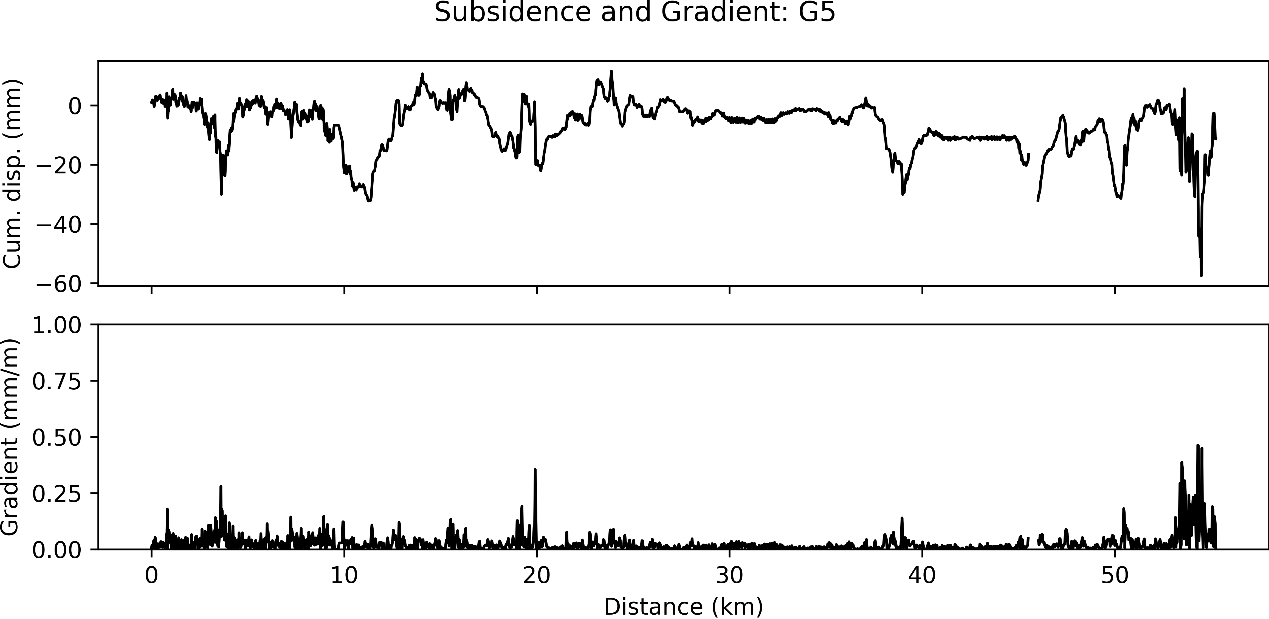 Subsidence and Gradient: G5
Cum. disp. (mm)
0
−20
−40
−60
Gradient (mm/m)
1.00
0.75
0.50
0.25
0.00
0 10 20 30 40 50
Distance (km)